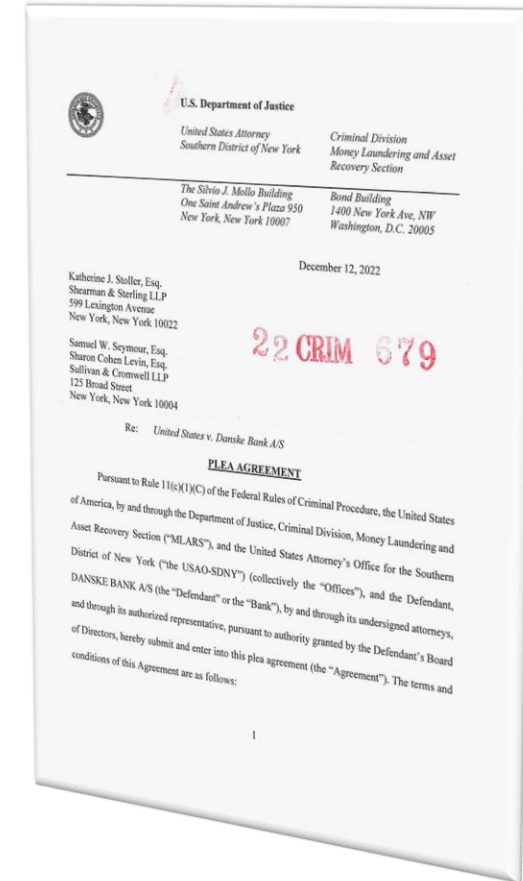 U.S. Department of Justice
United States Attorney
Southern District of New York
Criminal Division
Money Laundering and Asset
Recovery Section
The Silvio J. Mollo Building
One Saint Andrew's Plaza 950
New York, New York 10007
Bond Building
1400 New York Ave, NW
Washington, D.C. 20005
December 12, 2022
Katherine J. Stoller, Esq.
Shearman & Sterling LLP
599 Lexington Avenue
New York, New York 10022
22 CRIM 679
Samuel W. Seymour, Esq.
Sharon Cohen Levin, Esq.
Sullivan & Cromwell LLP
125 Broad Street
New York, New York 10004
Re: United States v. Danske Bank A/S
PLEA AGREEMENT
Pursuant to Rule 11(c)(1)(C) of the Federal Rules of Criminal Procedure, the United States
of America, by and through the Department of Justice, Criminal Division, Money Laundering and
Asset Recovery Section ("MLARS"), and the United States Attorney's Office for the Southern
District of New York ("the USAO-SDNY") (collectively the "Offices"), and the Defendant,
DANSKE BANK A/S (the "Defendant" or the "Bank"), by and through its undersigned attorneys,
and through its authorized representative, pursuant to authority granted by the Defendant's Board
of Directors, hereby submit and enter into this plea agreement (the "Agreement"). The terms and
conditions of this Agreement are as follows:
1